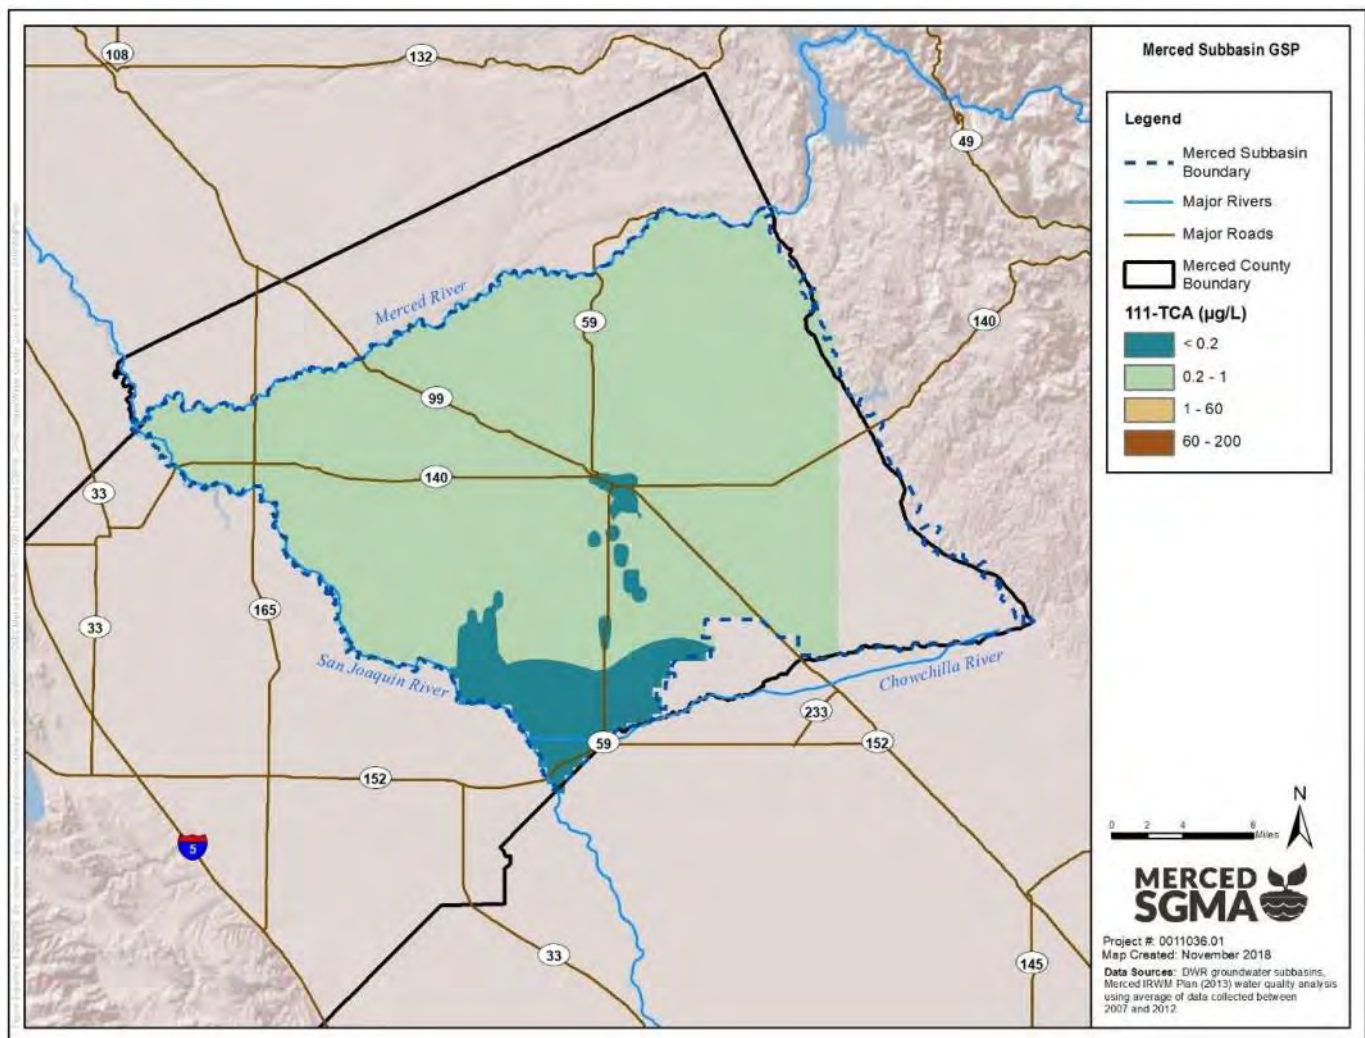 Merced Subbasin GSP
Legend
Merced Subbasin
Boundary
Major Rivers
Major Roads
Merced County
Boundary
111-TCA (µg/L)
< 0.2
0.2 - 1
1 - 60
60 - 200
108
132
49
Merced River
59
140
99
140
33
165
33
San Joaquin River
Chowchilla River
233
59
152
152
5
33
145
N
0 2 4 8
Miles
MERCED
SGMA
Project #: 0011036.01
Map Created: November 2018
Data Sources: DWR groundwater subbasins,
Merced IRWM Plan (2013) water quality analysis
using average of data collected between
2007 and 2012